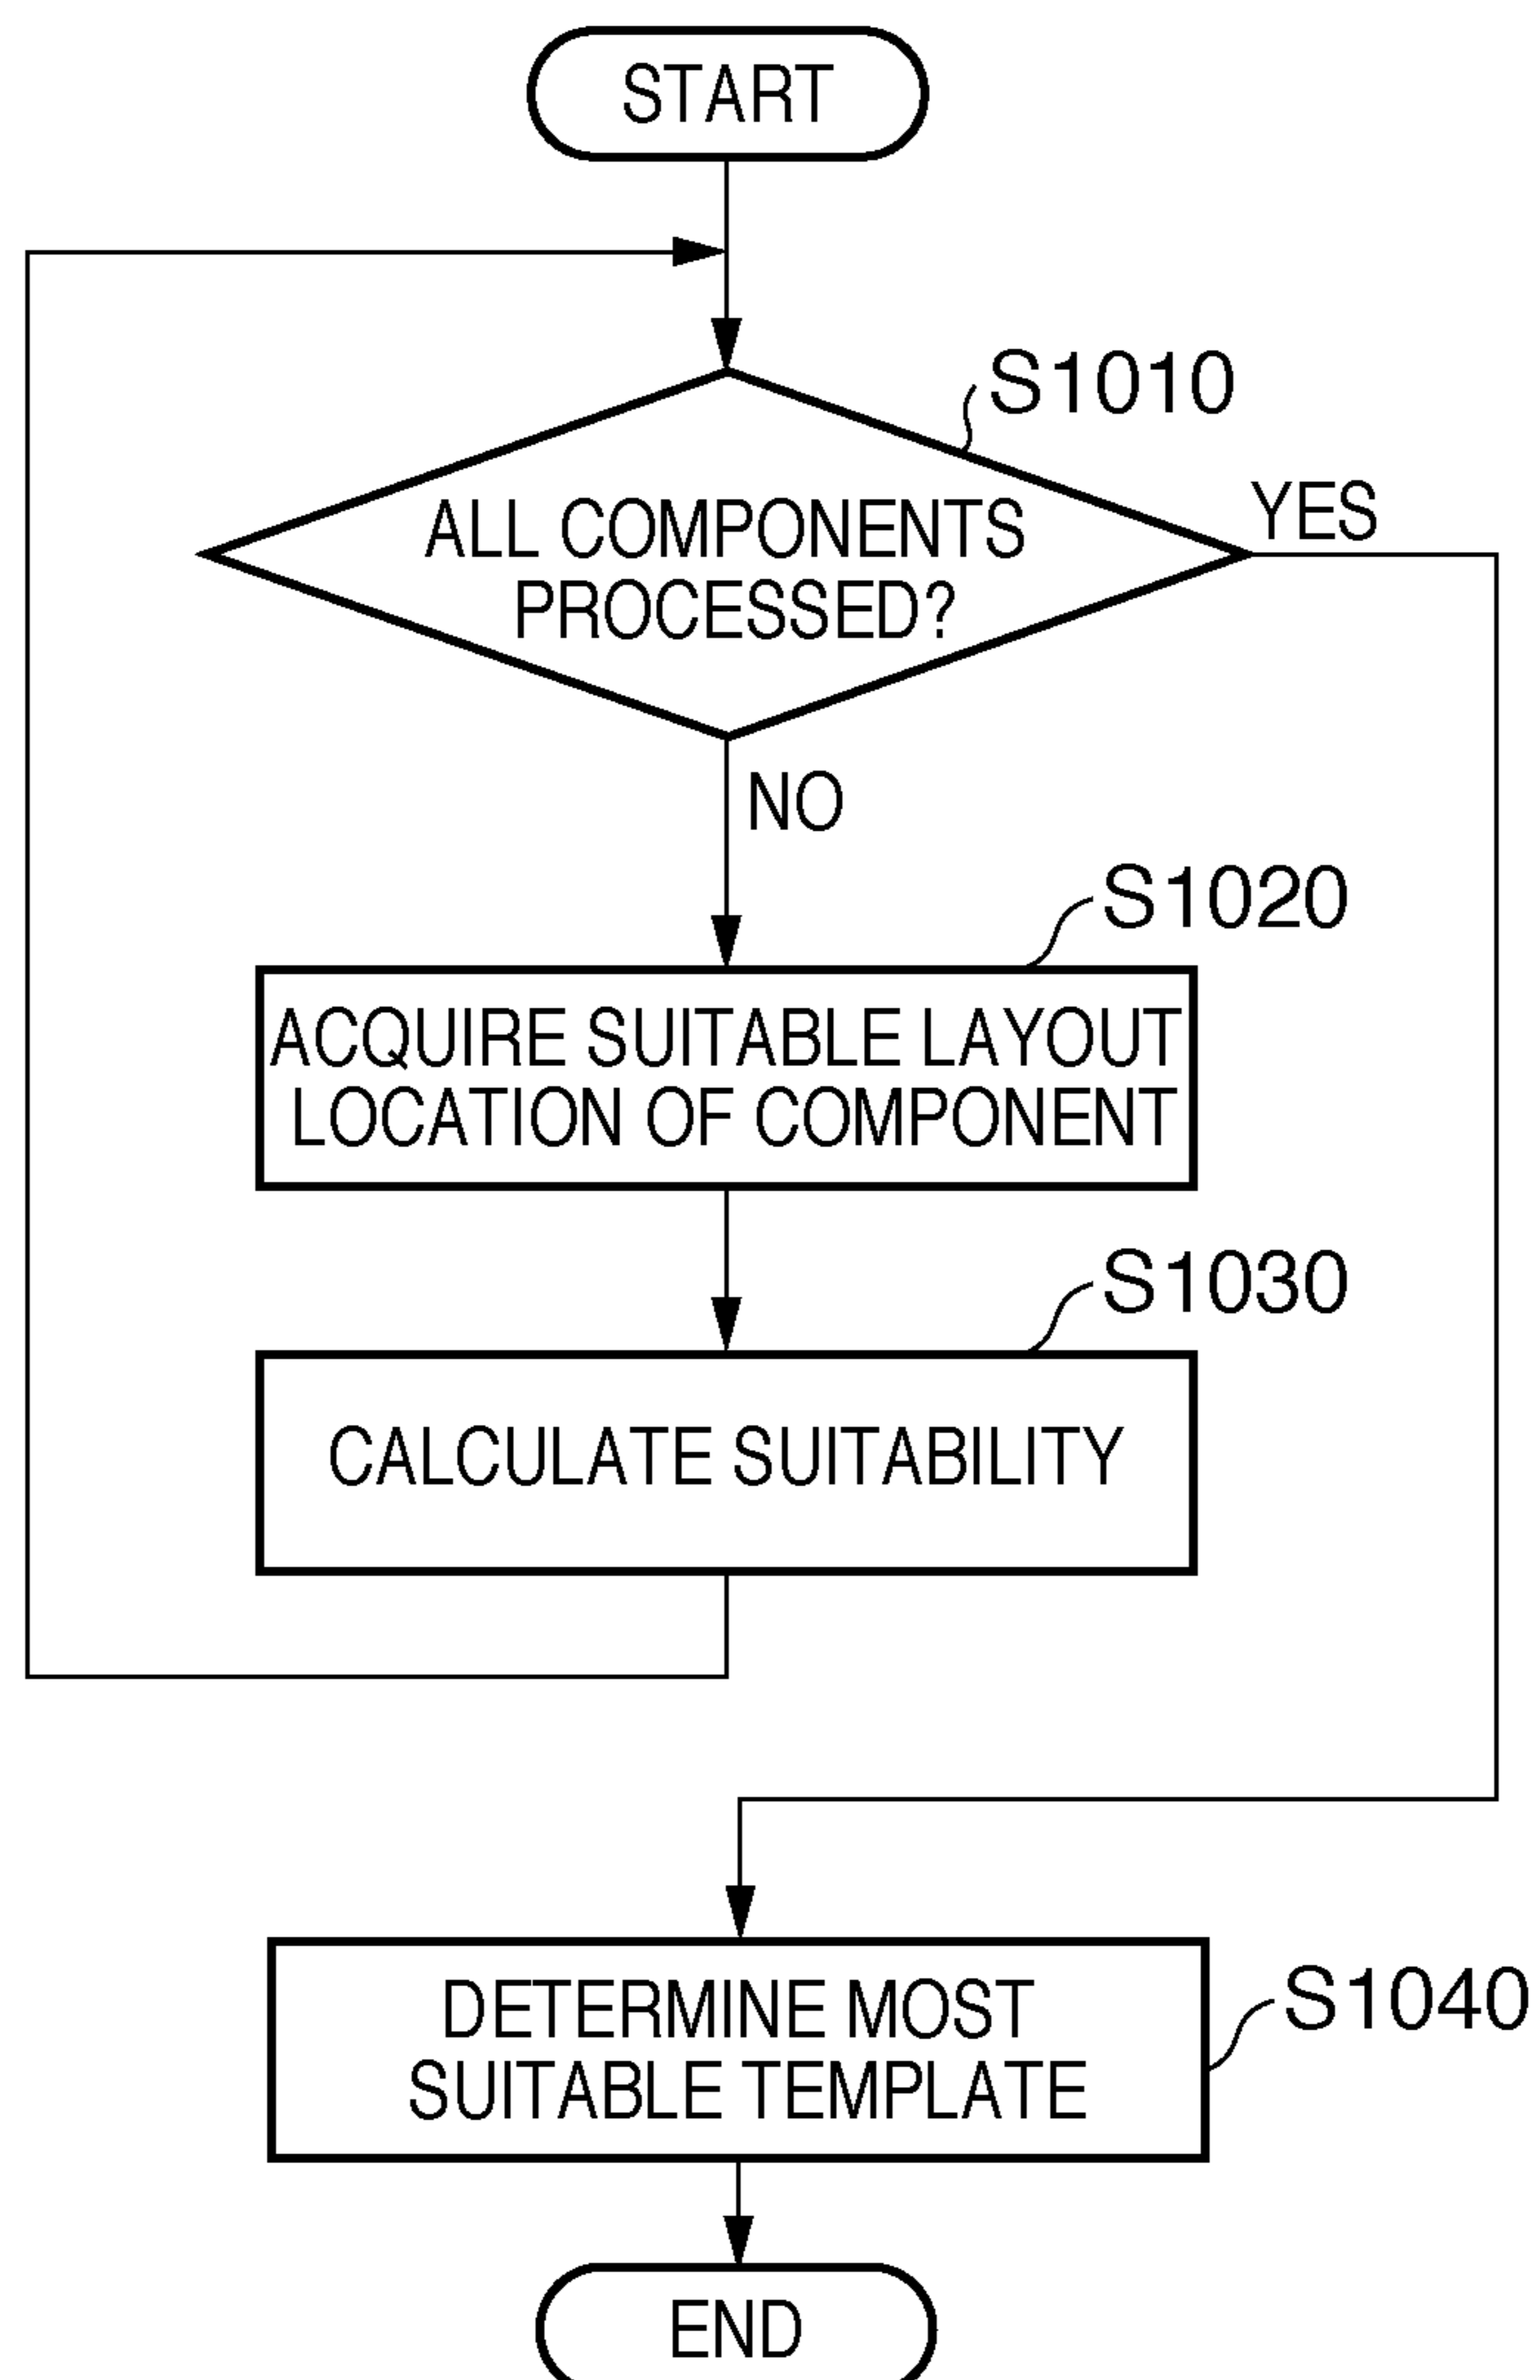 START
S1010
ALL COMPONENTS
PROCESSED?
YES
NO
S1020
ACQUIRE SUITABLE LAYOUT
LOCATION OF COMPONENT
S1030
CALCULATE SUITABILITY
DETERMINE MOST
SUITABLE TEMPLATE
S1040
END